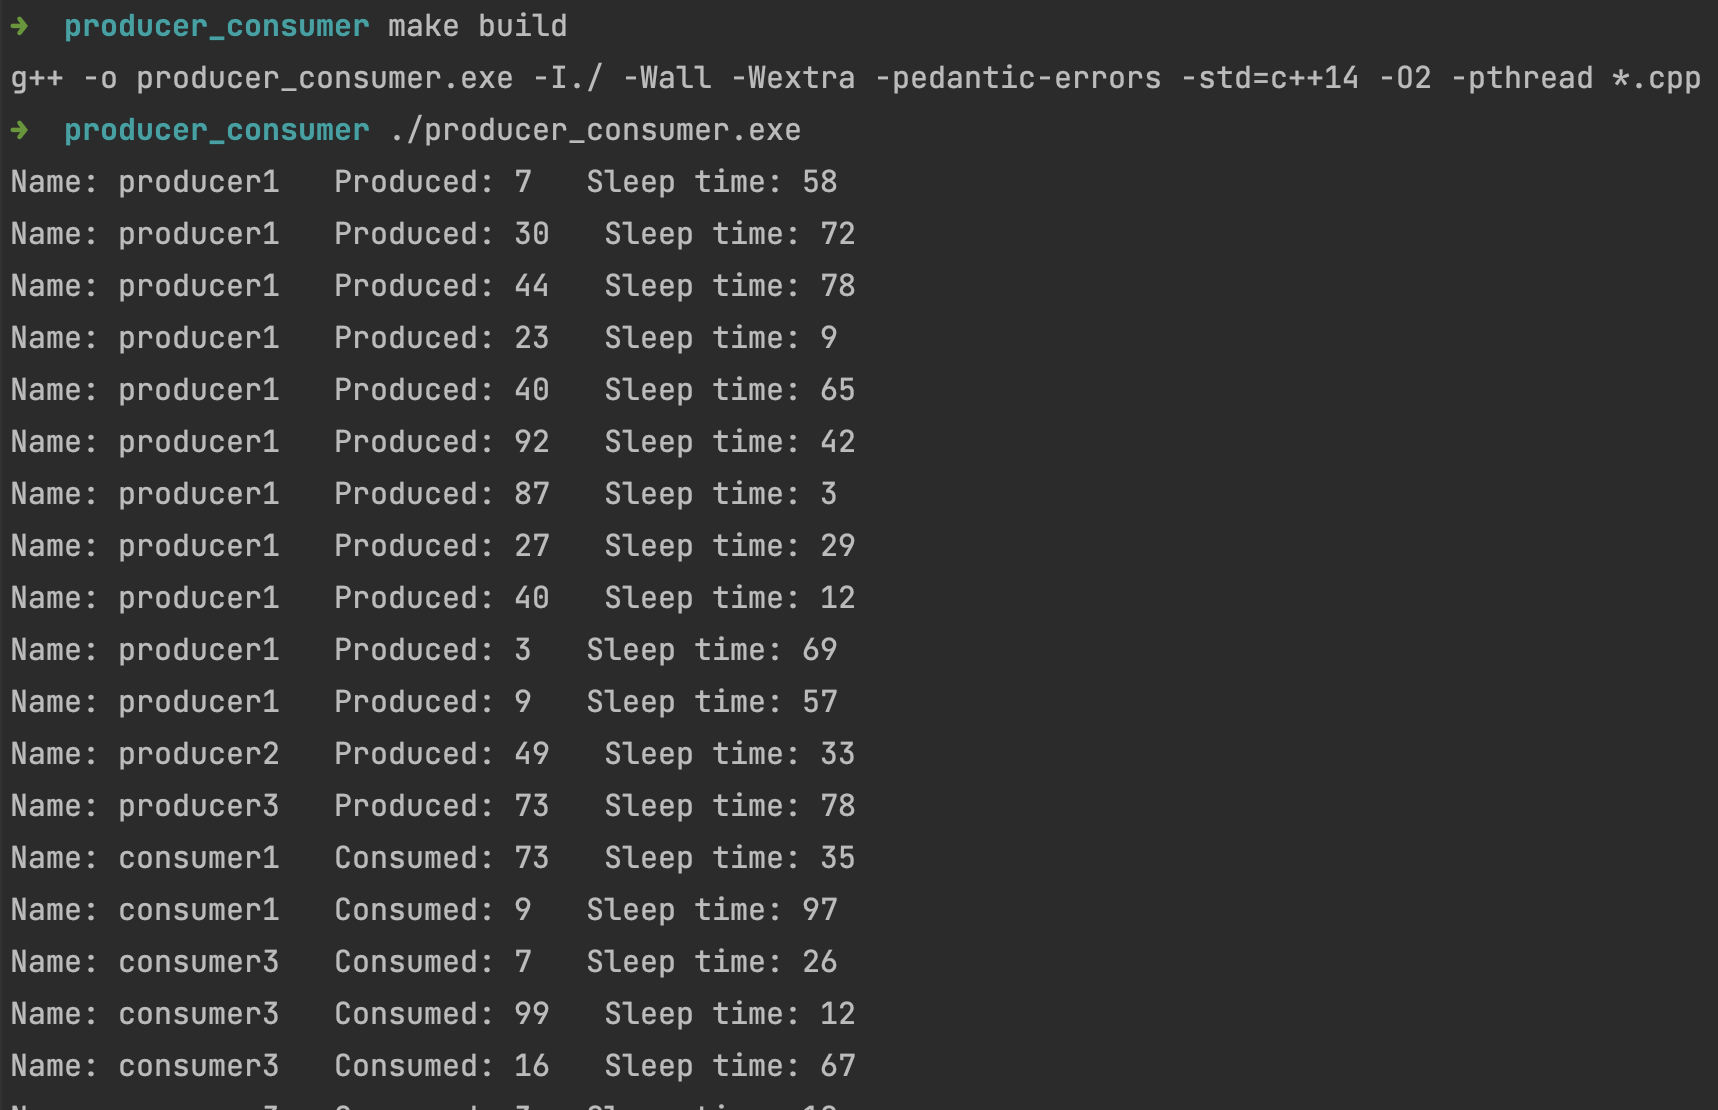 ➜ producer_consumer make build
g++ -o producer_consumer.exe -I./ -Wall -Wextra -pedantic-errors -std=c++14 -O2 -pthread *.cpp
➜ producer_consumer ./producer_consumer.exe
Name: producer1   Produced: 7   Sleep time: 58
Name: producer1   Produced: 30   Sleep time: 72
Name: producer1   Produced: 44   Sleep time: 78
Name: producer1   Produced: 23   Sleep time: 9
Name: producer1   Produced: 40   Sleep time: 65
Name: producer1   Produced: 92   Sleep time: 42
Name: producer1   Produced: 87   Sleep time: 3
Name: producer1   Produced: 27   Sleep time: 29
Name: producer1   Produced: 40   Sleep time: 12
Name: producer1   Produced: 3   Sleep time: 69
Name: producer1   Produced: 9   Sleep time: 57
Name: producer2   Produced: 49   Sleep time: 33
Name: producer3   Produced: 73   Sleep time: 78
Name: consumer1   Consumed: 73   Sleep time: 35
Name: consumer1   Consumed: 9   Sleep time: 97
Name: consumer3   Consumed: 7   Sleep time: 26
Name: consumer3   Consumed: 99   Sleep time: 12
Name: consumer3   Consumed: 16   Sleep time: 67